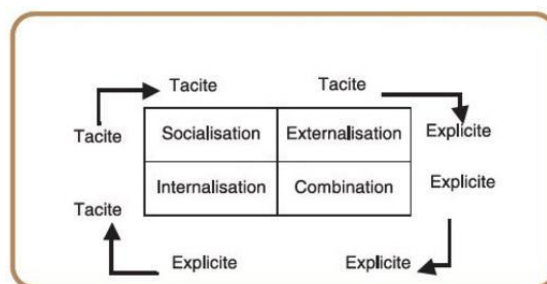 Tacite Tacite
Tacite Socialisation Externalisation Explicite
Tacite Internalisation Combination Explicite
Explicite Explicite